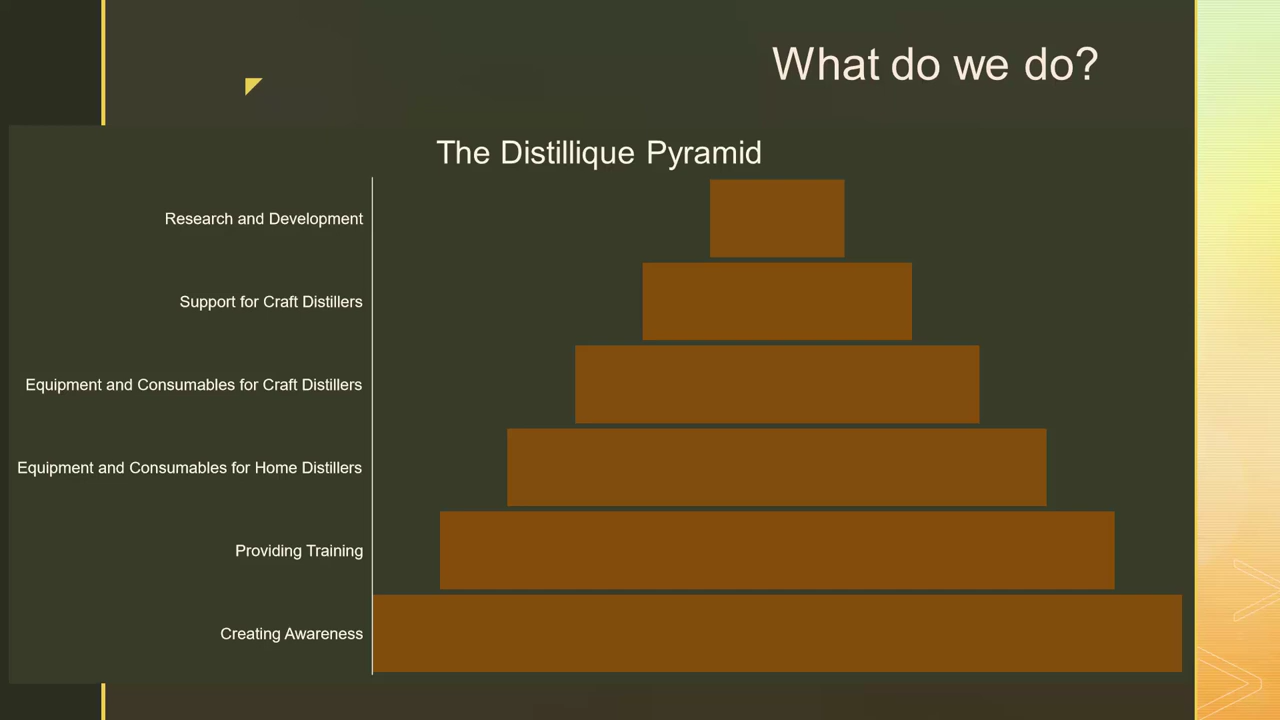 What do we do?
The Distillique Pyramid
Research and Development
Support for Craft Distillers
Equipment and Consumables for Craft Distillers
Equipment and Consumables for Home Distillers
Providing Training
Creating Awareness